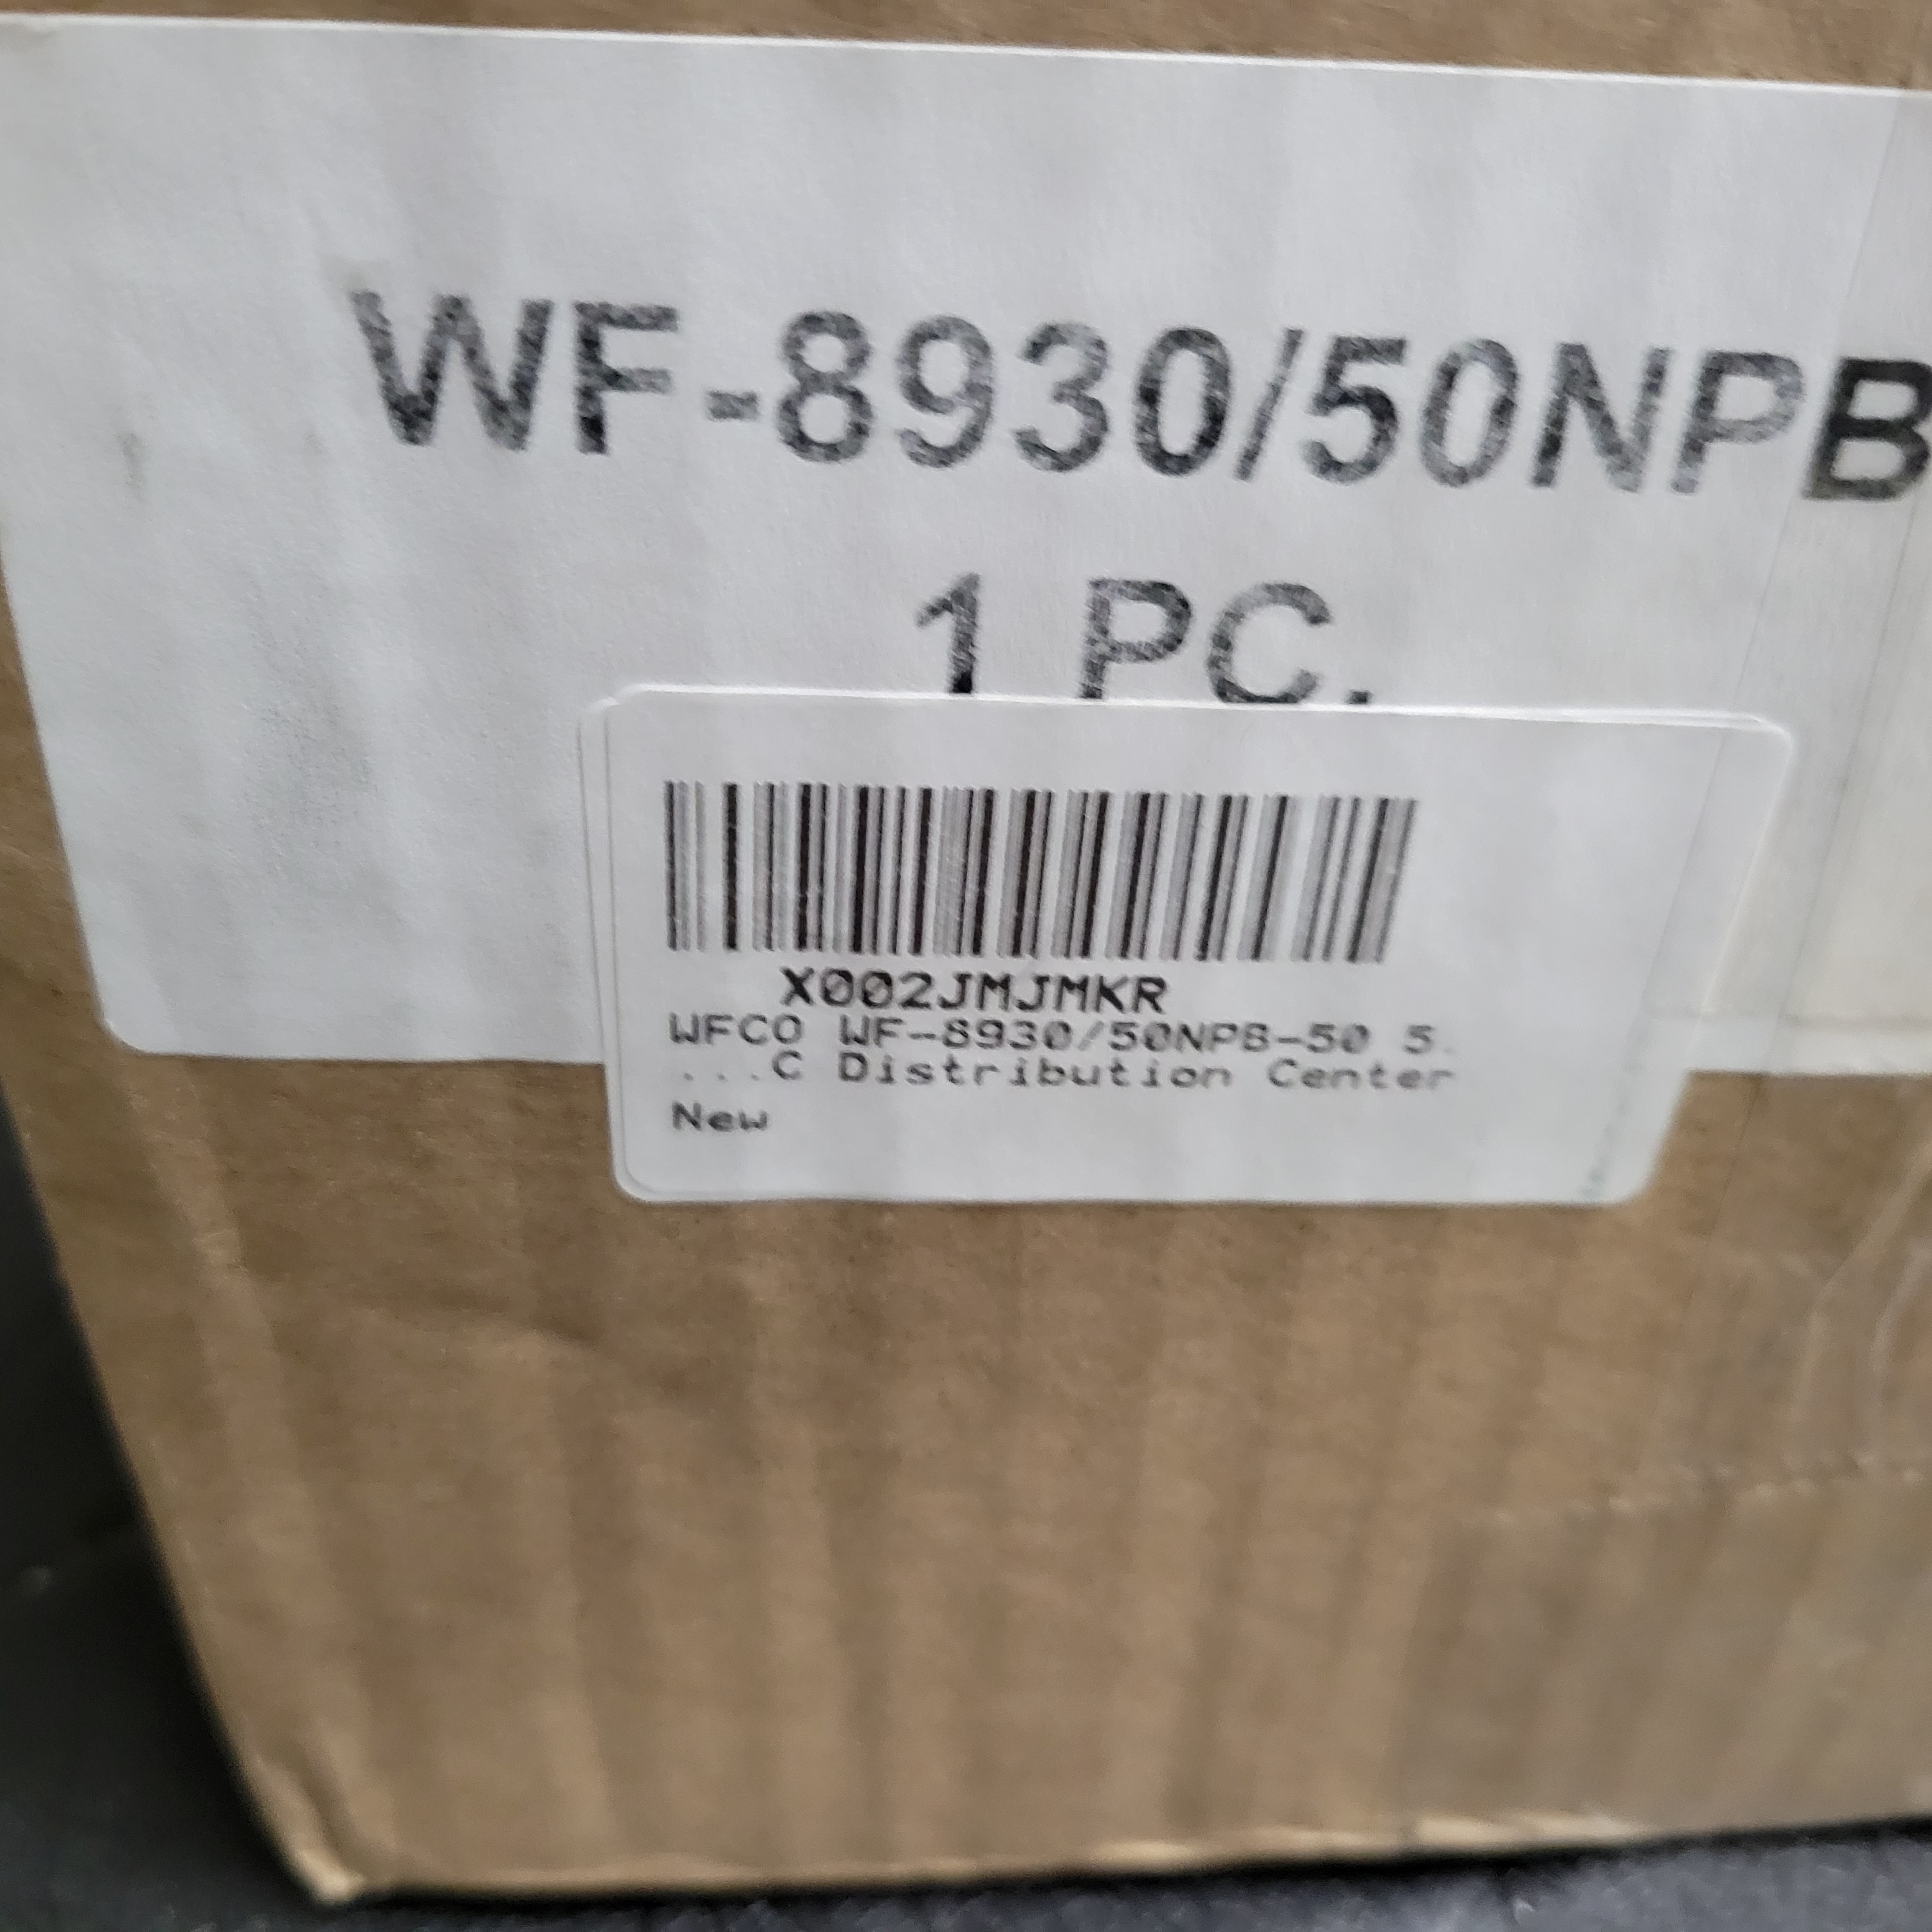 WF-8930/50NPB
1 PC.
X002JMJMKR
WFCO WF-8930/50NPB-50 5.
...C Distribution Center
New